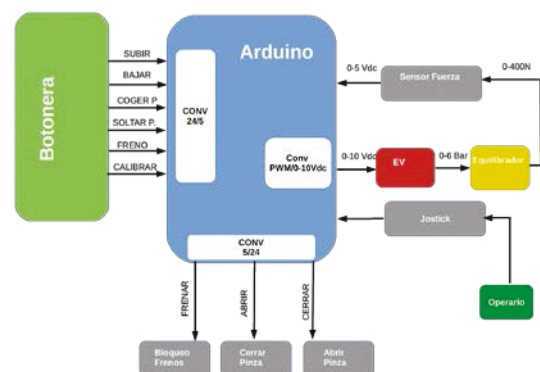 Botonera
SUBIR
BAJAR
COGER P
SOLTAR P.
FRENO
CALIBRAR
Arduino
CONV
24/5
Conv
PWM/0-10Vdc
CONV
5/24
0-5 Vdc
Sensor Fuerza
0-400N
0-10 Vdc
EV
0-6 Bar
Equilibrador
Jostick
Operario
FRENAR
ABRIR
CERRAR
Bloqueo
Frenos
Cerrar
Pinza
Abrir
Pinza